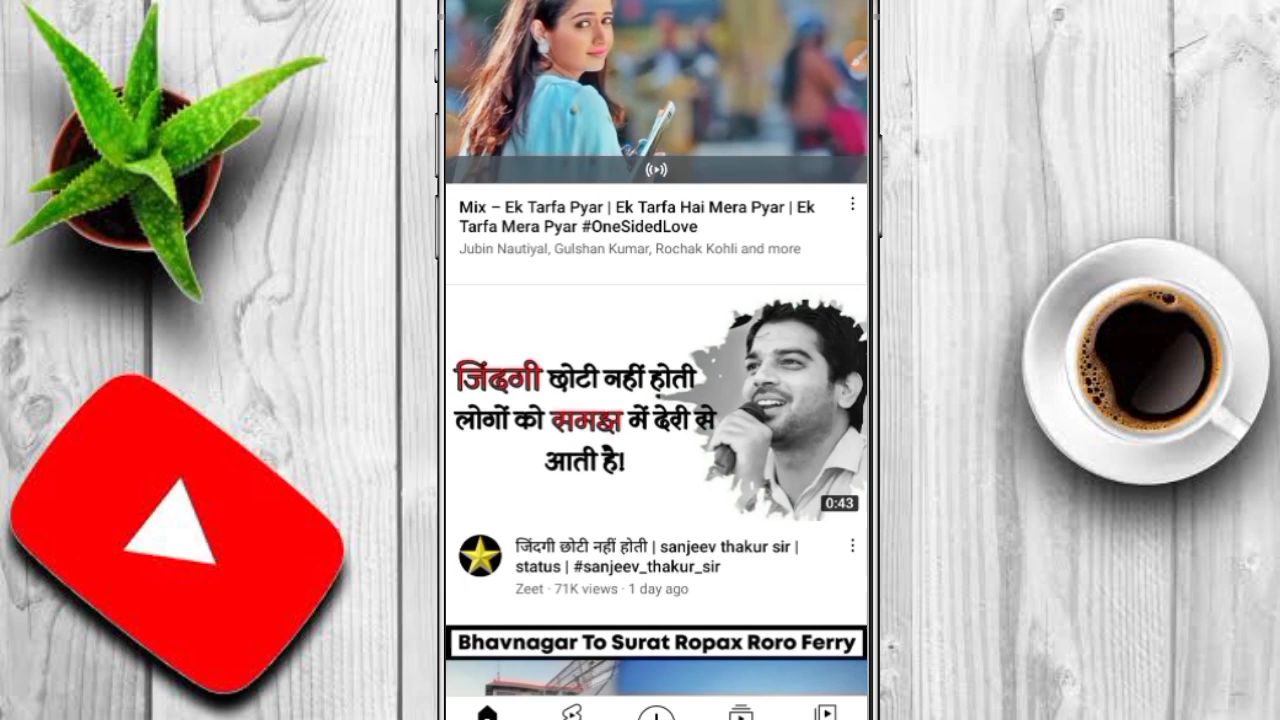 Mix – Ek Tarfa Pyar | Ek Tarfa Hai Mera Pyar | Ek
Tarfa Mera Pyar #OneSidedLove
Jubin Nautiyal, Gulshan Kumar, Rochak Kohli and more
जिंदगी छोटी नहीं होती
लोगों को समझ में देरी से
आती है!
0:43
जिंदगी छोटी नहीं होती | sanjeev thakur sir |
status | #sanjeev_thakur_sir
Zeet · 71K views · 1 day ago
Bhavnagar To Surat Ropax Roro Ferry